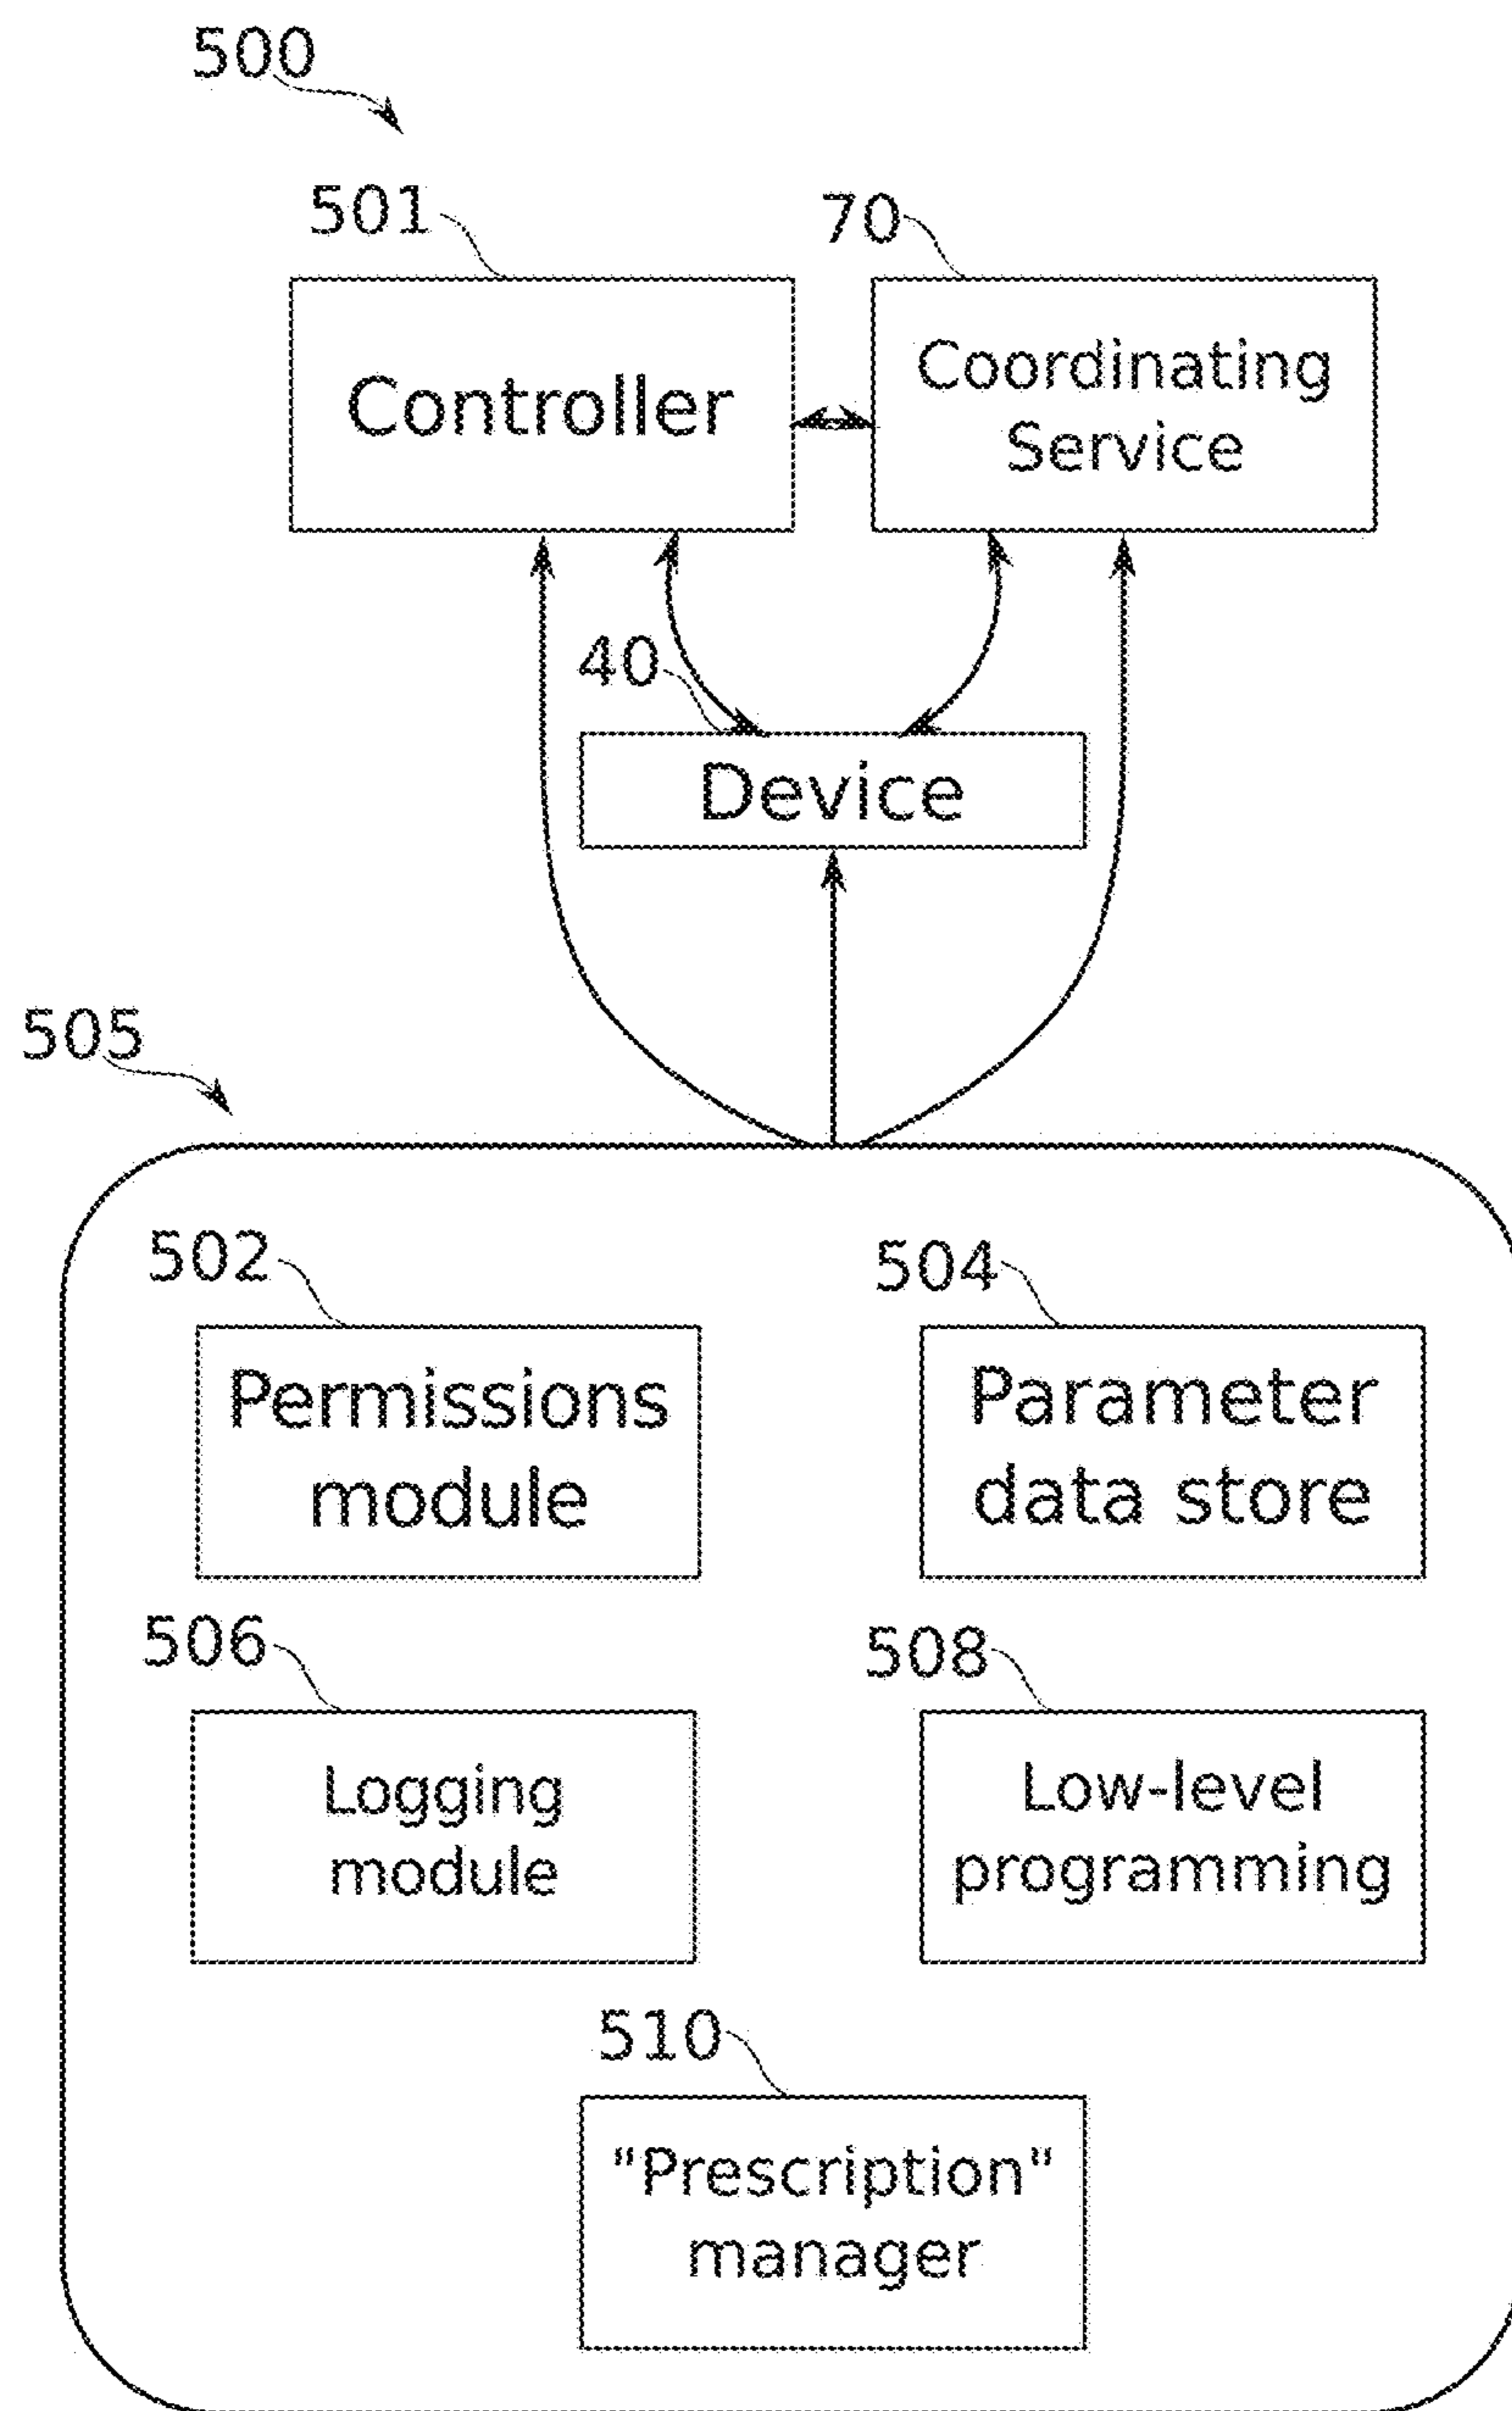 500
501
70
Controller
Coordinating
Service
40
Device
505
502
504
Permissions
module
Parameter
data store
506
508
Logging
module
Low-level
programming
510
"Prescription"
manager